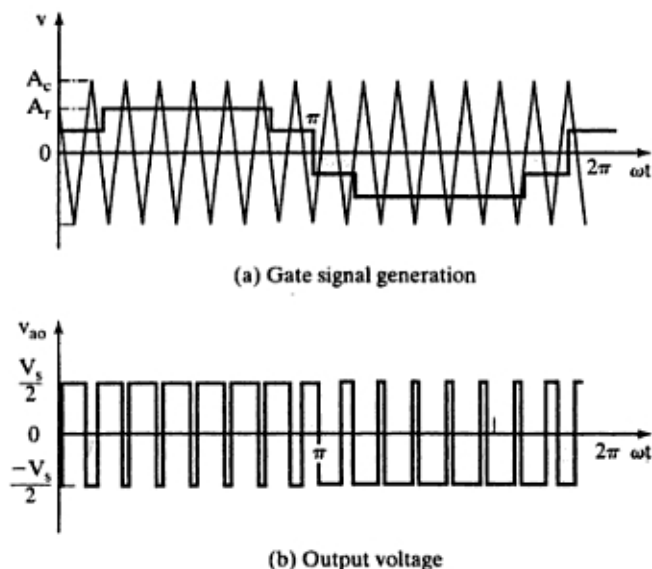 v
A_c
A_r
π
0
2π ωt
(a) Gate signal generation
v_ao
V_s
2
0
π
2π ωt
−V_s
2
(b) Output voltage